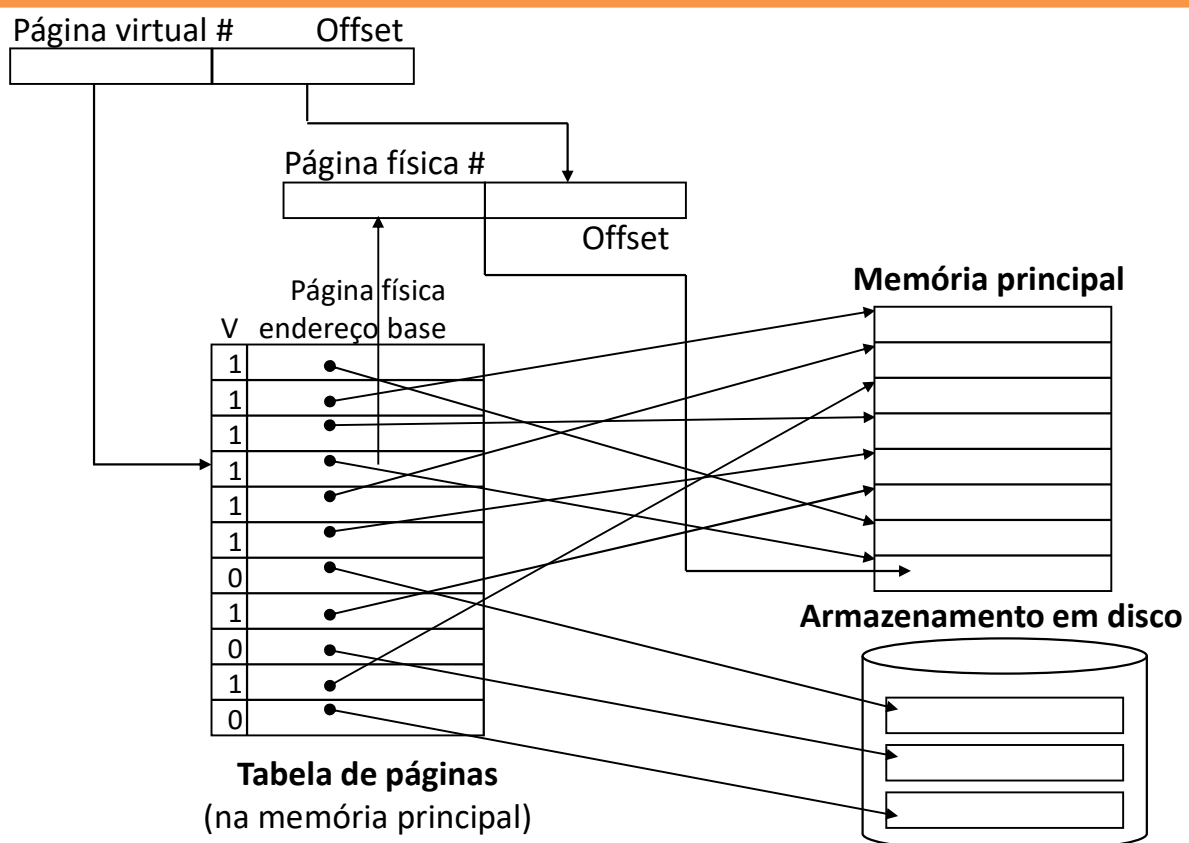 Página virtual # Offset
Página física #
Offset
Memória principal
Página física
V endereço base
1
1
1
1
1
1
0
1
0
1
0
Armazenamento em disco
Tabela de páginas
(na memória principal)